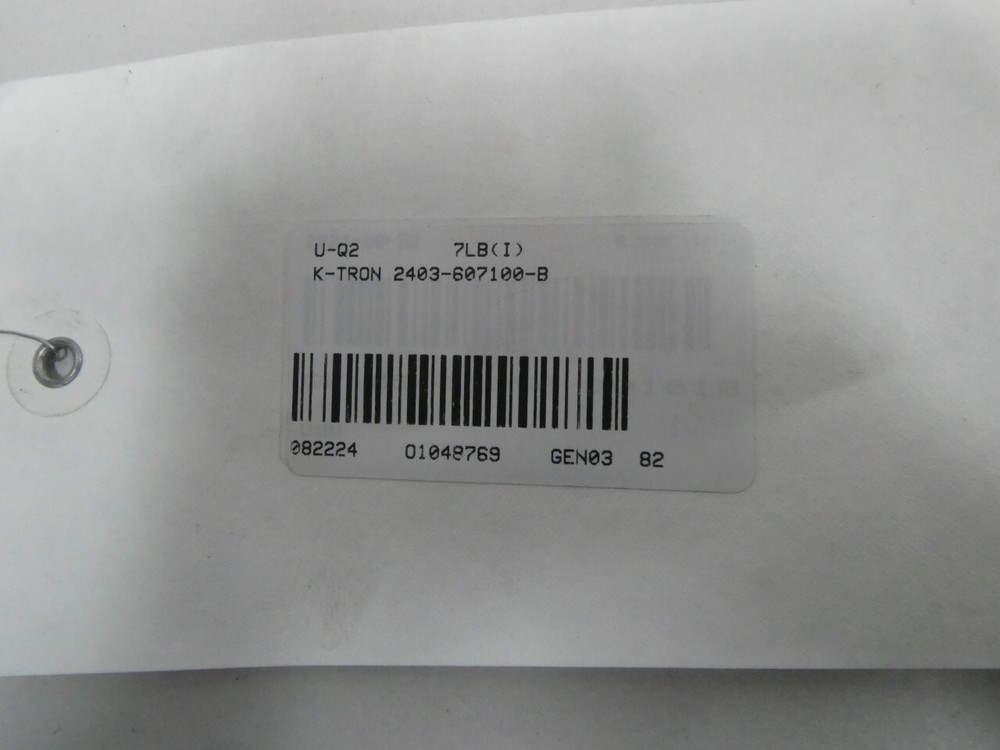 U-Q2 7LB(I)
K-TRON 2403-607100-B
082224 01048769 GEN03 82